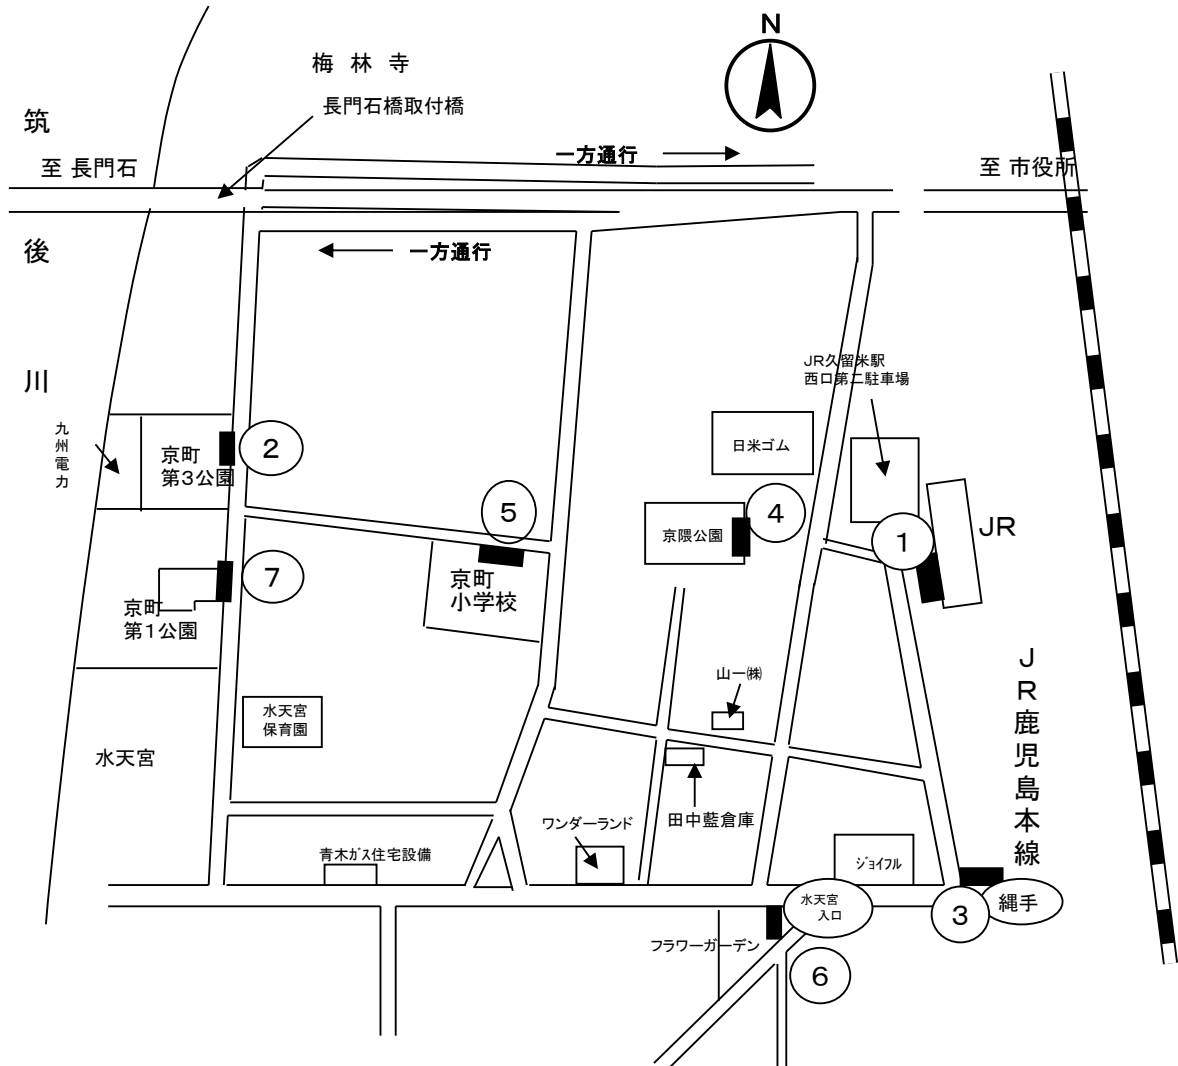 N
梅 林 寺
長門石橋取付橋
筑後川
一方通行
至 長門石
至 市役所
一方通行
JR久留米駅
西口第二駐車場
九州電力
京町
第3公園
2
日米ゴム
5
4
京隈公園
1
JR
京町
小学校
7
京町
第1公園
JR鹿児島本線
山一㈱
水天宮
保育園
水天宮
ワンダーランド
田中藍倉庫
青木ガス住宅設備
ジョイフル
水天宮
入口
3
縄手
フラワーガーデン
6